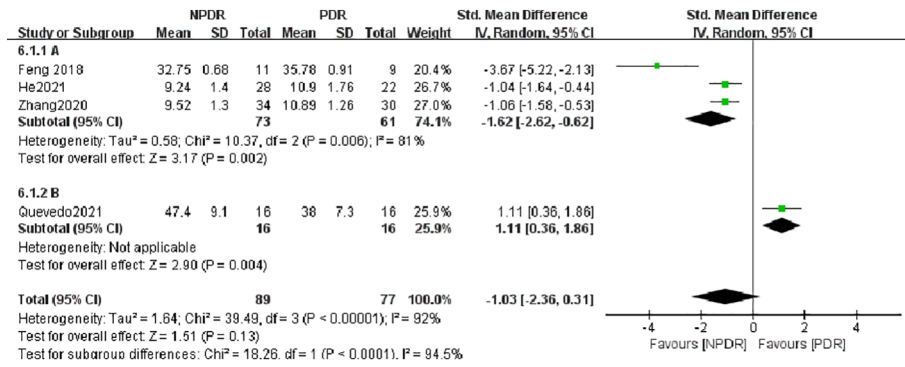 NPDR PDR Std. Mean Difference Std. Mean Difference
Study or Subgroup Mean SD Total Mean SD Total Weight IV, Random, 95% CI IV, Random, 95% CI
6.1.1 A
Feng 2018 32.75 0.68 11 35.78 0.91 9 20.4% -3.67 [-5.22, -2.13]
He2021 9.24 1.4 28 10.9 1.76 22 26.7% -1.04 [-1.64, -0.44]
Zhang2020 9.52 1.3 34 10.89 1.26 30 27.0% -1.06 [-1.58, -0.53]
Subtotal (95% CI) 73 61 74.1% -1.62 [-2.62, -0.62]
Heterogeneity: Tau² = 0.58; Chi² = 10.37, df = 2 (P = 0.006); I² = 81%
Test for overall effect: Z = 3.17 (P = 0.002)
6.1.2 B
Quevedo2021 47.4 9.1 16 38 7.3 16 25.9% 1.11 [0.36, 1.86]
Subtotal (95% CI) 16 16 25.9% 1.11 [0.36, 1.86]
Heterogeneity: Not applicable
Test for overall effect: Z = 2.90 (P = 0.004)
Total (95% CI) 89 77 100.0% -1.03 [-2.36, 0.31]
Heterogeneity: Tau² = 1.64; Chi² = 39.49, df = 3 (P < 0.00001); I² = 92%
Test for overall effect: Z = 1.51 (P = 0.13)
Test for subgroup differences: Chi² = 18.26, df = 1 (P < 0.0001), I² = 94.5%
-4 -2 0 2 4
Favours [NPDR] Favours [PDR]